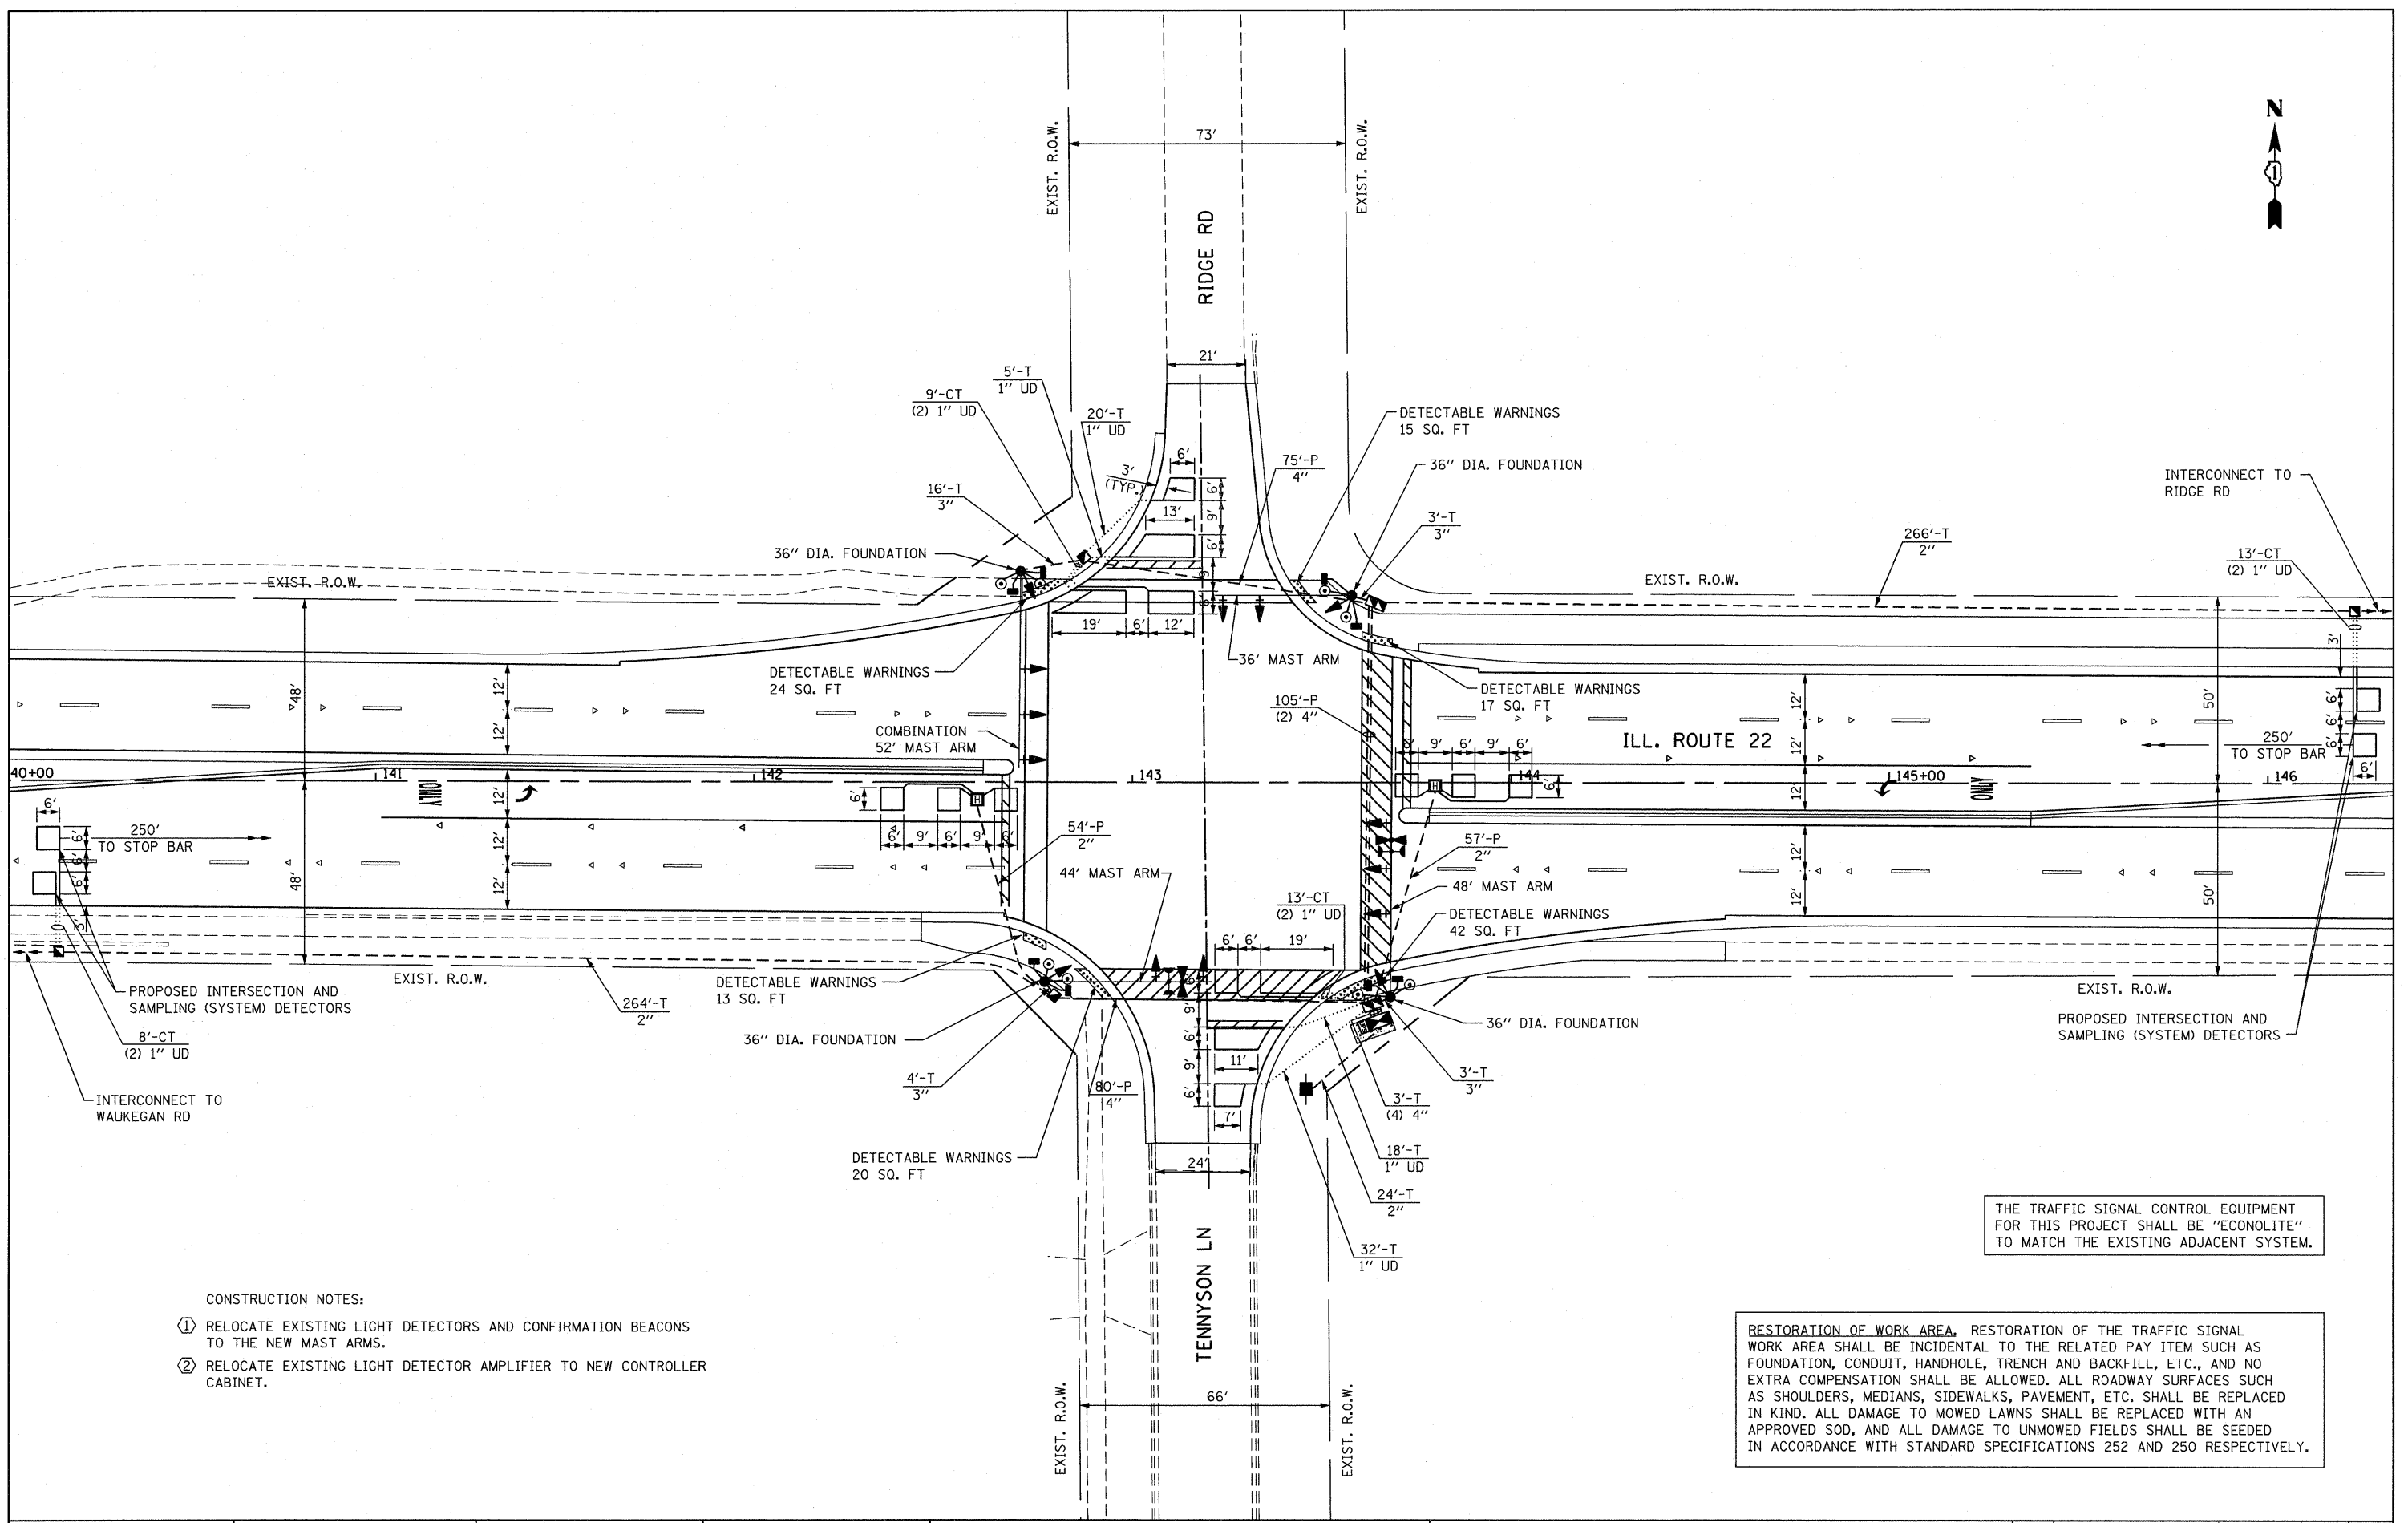 N
1
73'
EXIST. R.O.W.
EXIST. R.O.W.
RIDGE RD
21'
5'-T
1" UD
9'-CT
(2) 1" UD
20'-T
1" UD
DETECTABLE WARNINGS
15 SQ. FT
6'
3'
(TYP.)
6'
75'-P
4"
36" DIA. FOUNDATION
INTERCONNECT TO
RIDGE RD
16'-T
3"
13'
9'
6'
3'-T
3"
266'-T
2"
36" DIA. FOUNDATION
13'-CT
(2) 1" UD
EXIST. R.O.W.
EXIST. R.O.W.
9'
6'
19'
6'
12'
36' MAST ARM
DETECTABLE WARNINGS
24 SQ. FT
DETECTABLE WARNINGS
17 SQ. FT
48'
12'
12'
12'
12'
50'
3'
6'
6'
6'
6'
105'-P
(2) 4"
COMBINATION
52' MAST ARM
ILL. ROUTE 22
250'
TO STOP BAR
6'
9'
6'
9'
6'
40+00
141
142
143
144
145+00
146
ONLY
ONLY
12'
12'
6'
6'
6'
9'
6'
9'
6'
6'
6'
6'
6'
250'
TO STOP BAR
54'-P
2"
57'-P
2"
48'
12'
12'
12'
12'
50'
44' MAST ARM
48' MAST ARM
13'-CT
(2) 1" UD
DETECTABLE WARNINGS
42 SQ. FT
3'
6'
6'
19'
EXIST. R.O.W.
DETECTABLE WARNINGS
13 SQ. FT
6'
9'
EXIST. R.O.W.
PROPOSED INTERSECTION AND
SAMPLING (SYSTEM) DETECTORS
264'-T
2"
36" DIA. FOUNDATION
36" DIA. FOUNDATION
PROPOSED INTERSECTION AND
SAMPLING (SYSTEM) DETECTORS
8'-CT
(2) 1" UD
6'
11'
9'
6'
7'
4'-T
3"
80'-P
4"
3'-T
3"
3'-T
(4) 4"
INTERCONNECT TO
WAUKEGAN RD
DETECTABLE WARNINGS
20 SQ. FT
24'
18'-T
1" UD
24'-T
2"
32'-T
1" UD
TENNYSON LN
66'
EXIST. R.O.W.
EXIST. R.O.W.
THE TRAFFIC SIGNAL CONTROL EQUIPMENT
FOR THIS PROJECT SHALL BE "ECONOLITE"
TO MATCH THE EXISTING ADJACENT SYSTEM.
CONSTRUCTION NOTES:
1 RELOCATE EXISTING LIGHT DETECTORS AND CONFIRMATION BEACONS
TO THE NEW MAST ARMS.
2 RELOCATE EXISTING LIGHT DETECTOR AMPLIFIER TO NEW CONTROLLER
CABINET.
RESTORATION OF WORK AREA. RESTORATION OF THE TRAFFIC SIGNAL
WORK AREA SHALL BE INCIDENTAL TO THE RELATED PAY ITEM SUCH AS
FOUNDATION, CONDUIT, HANDHOLE, TRENCH AND BACKFILL, ETC., AND NO
EXTRA COMPENSATION SHALL BE ALLOWED. ALL ROADWAY SURFACES SUCH
AS SHOULDERS, MEDIANS, SIDEWALKS, PAVEMENT, ETC. SHALL BE REPLACED
IN KIND. ALL DAMAGE TO MOWED LAWNS SHALL BE REPLACED WITH AN
APPROVED SOD, AND ALL DAMAGE TO UNMOWED FIELDS SHALL BE SEEDED
IN ACCORDANCE WITH STANDARD SPECIFICATIONS 252 AND 250 RESPECTIVELY.